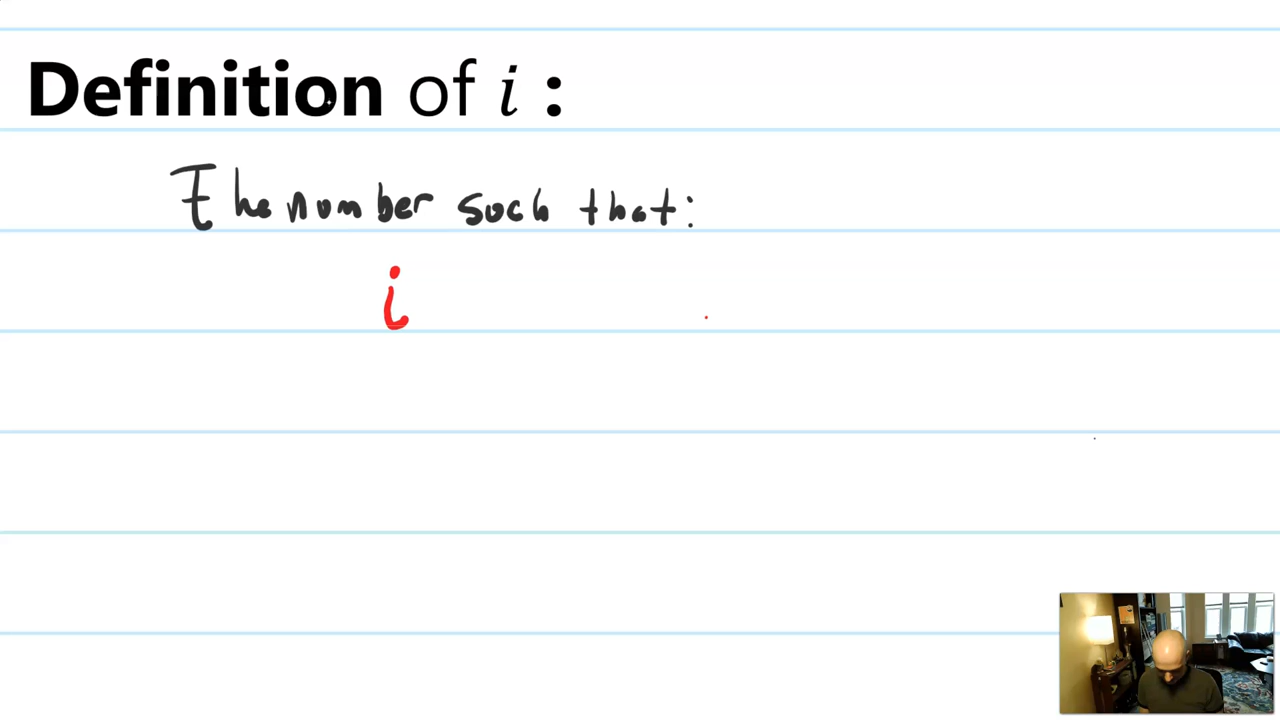 Definition of i :
The number such that:
i